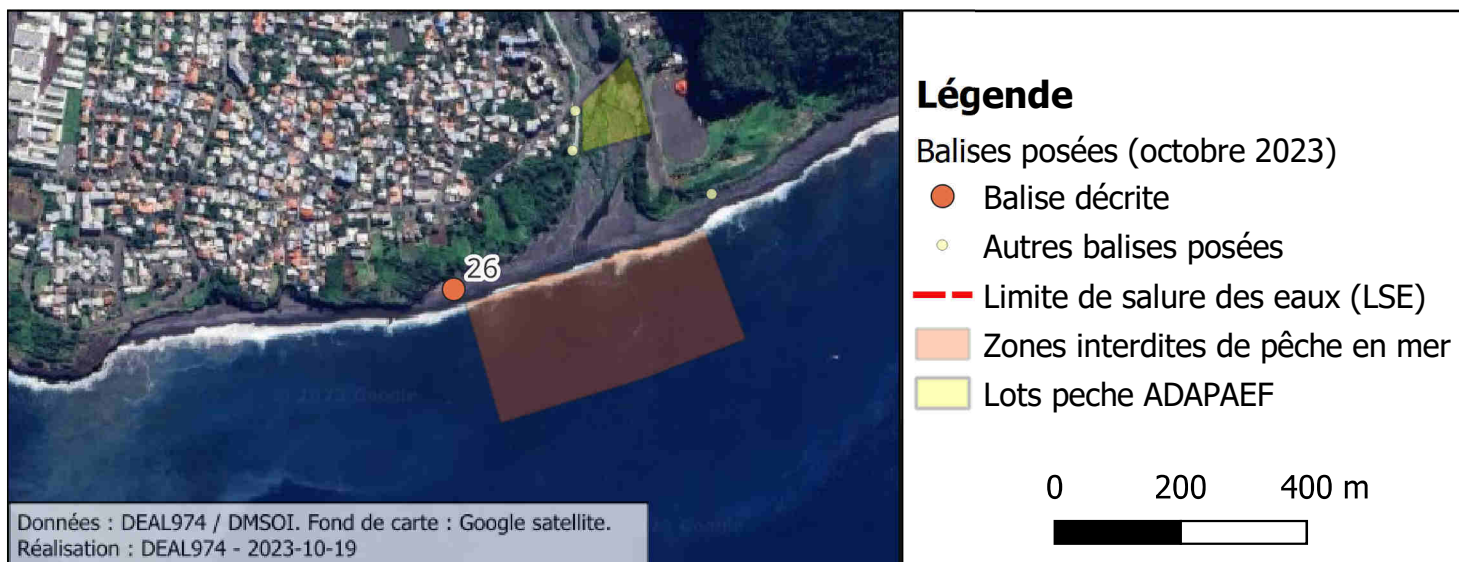 26
© 2023 Google
Données : DEAL974 / DMSOI. Fond de carte : Google satellite.
Réalisation : DEAL974 - 2023-10-19
Légende
Balises posées (octobre 2023)
Balise décrite
Autres balises posées
Limite de salure des eaux (LSE)
Zones interdites de pêche en mer
Lots peche ADAPAEF
0 200 400 m